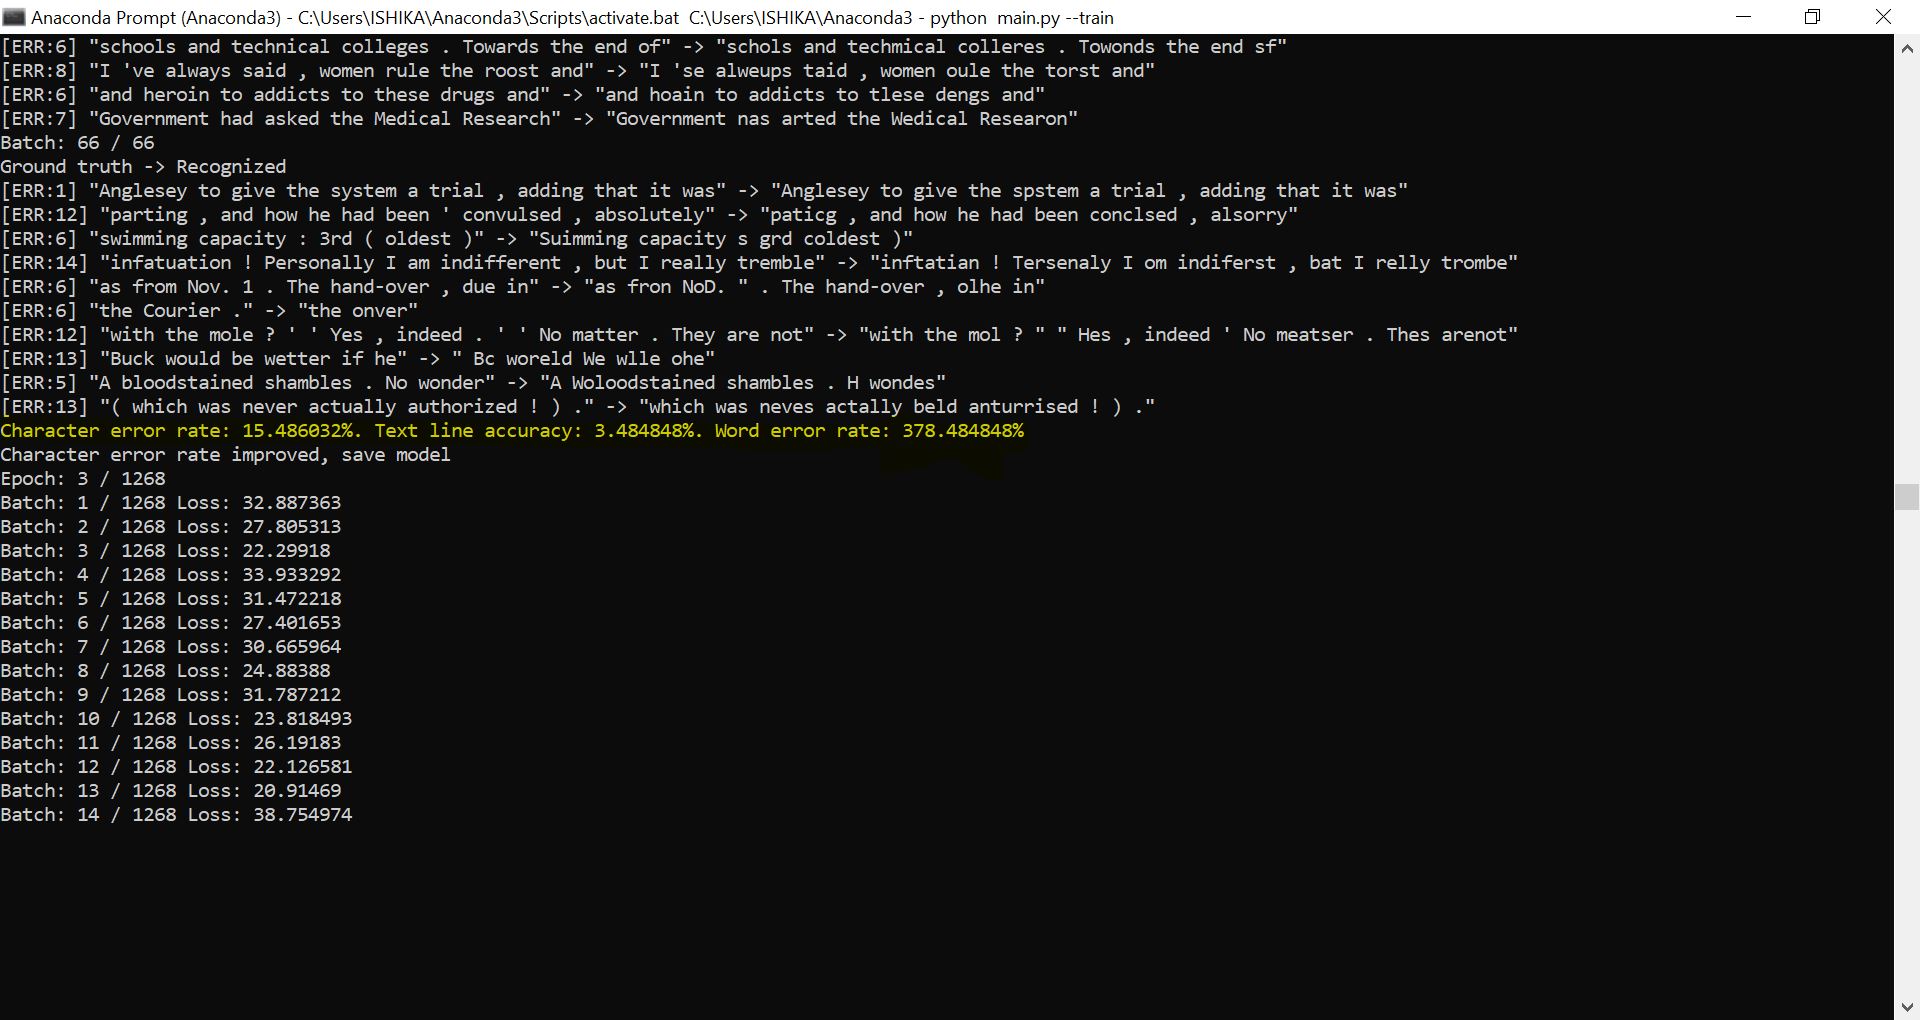 Anaconda Prompt (Anaconda3) - C:\Users\ISHIKA\Anaconda3\Scripts\activate.bat C:\Users\ISHIKA\Anaconda3 - python main.py --train
[ERR:6] "schools and technical colleges . Towards the end of" -> "schols and techmical colleres . Towonds the end sf"
[ERR:8] "I 've always said , women rule the roost and" -> "I 'se alweups taid , women oule the torst and"
[ERR:6] "and heroin to addicts to these drugs and" -> "and hoain to addicts to tlese dengs and"
[ERR:7] "Government had asked the Medical Research" -> "Government nas arted the Wedical Researon"
Batch: 66 / 66
Ground truth -> Recognized
[ERR:1] "Anglesey to give the system a trial , adding that it was" -> "Anglesey to give the spstem a trial , adding that it was"
[ERR:12] "parting , and how he had been ' convulsed , absolutely" -> "paticg , and how he had been conclsed , alsorry"
[ERR:6] "swimming capacity : 3rd ( oldest )" -> "Suimming capacity s grd coldest )"
[ERR:14] "infatuation ! Personally I am indifferent , but I really tremble" -> "inftatian ! Tersenaly I om indiferst , bat I relly trombe"
[ERR:6] "as from Nov. 1 . The hand-over , due in" -> "as fron NoD. " . The hand-over , olhe in"
[ERR:6] "the Courier ." -> "the onver"
[ERR:12] "with the mole ? ' ' Yes , indeed . ' ' No matter . They are not" -> "with the mol ? " " Hes , indeed ' No meatser . Thes arenot"
[ERR:13] "Buck would be wetter if he" -> " Bc woreld We wlle ohe"
[ERR:5] "A bloodstained shambles . No wonder" -> "A Woloodstained shambles . H wondes"
[ERR:13] "( which was never actually authorized ! ) ." -> "which was neves actally beld anturrised ! ) ."
Character error rate: 15.486032%. Text line accuracy: 3.484848%. Word error rate: 378.484848%
Character error rate improved, save model
Epoch: 3 / 1268
Batch: 1 / 1268 Loss: 32.887363
Batch: 2 / 1268 Loss: 27.805313
Batch: 3 / 1268 Loss: 22.29918
Batch: 4 / 1268 Loss: 33.933292
Batch: 5 / 1268 Loss: 31.472218
Batch: 6 / 1268 Loss: 27.401653
Batch: 7 / 1268 Loss: 30.665964
Batch: 8 / 1268 Loss: 24.88388
Batch: 9 / 1268 Loss: 31.787212
Batch: 10 / 1268 Loss: 23.818493
Batch: 11 / 1268 Loss: 26.19183
Batch: 12 / 1268 Loss: 22.126581
Batch: 13 / 1268 Loss: 20.91469
Batch: 14 / 1268 Loss: 38.754974